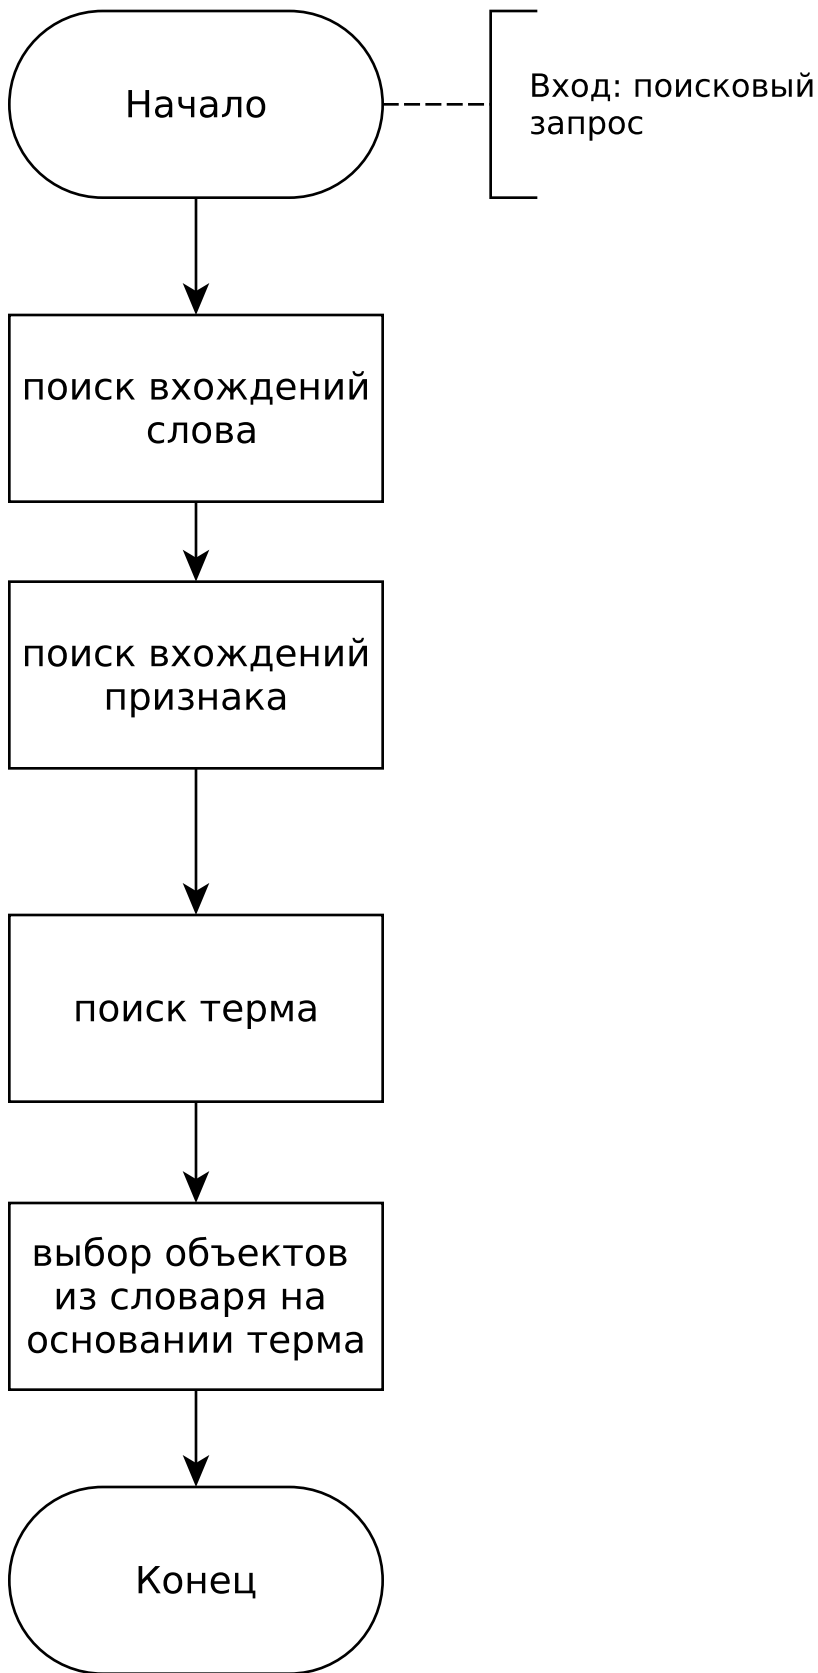 Начало
Вход: поисковый
запрос
поиск вхождений
слова
поиск вхождений
признака
поиск терма
выбор объектов
из словаря на
основании терма
Конец